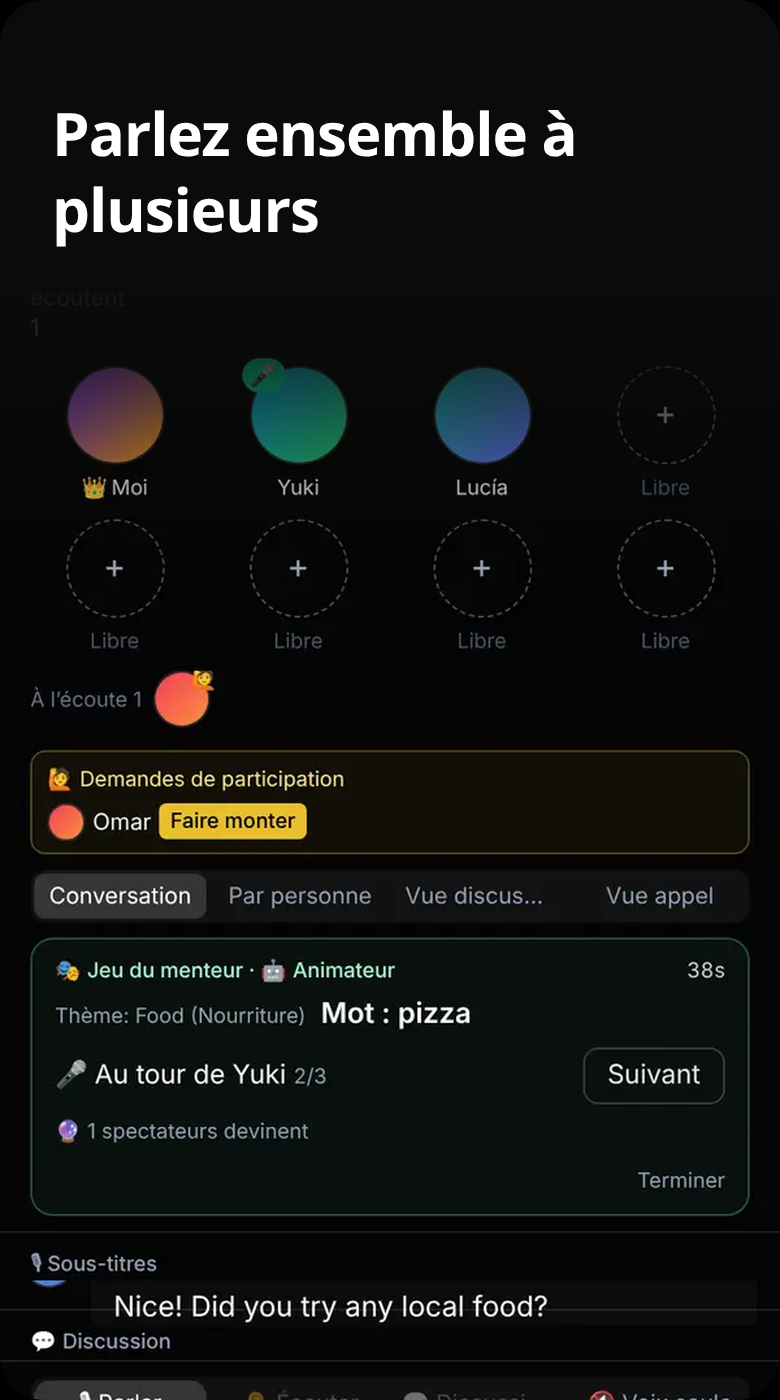 Parlez ensemble à
plusieurs
écoutent
1
👑 Moi
Yuki
Lucía
Libre
Libre
Libre
Libre
Libre
À l’écoute 1
🙋 Demandes de participation
Omar Faire monter
Conversation Par personne Vue discus... Vue appel
🎭 Jeu du menteur · 🤖 Animateur 38s
Thème: Food (Nourriture) Mot : pizza
🎤 Au tour de Yuki 2/3 Suivant
🔮 1 spectateurs devinent
Terminer
🎙 Sous-titres
Nice! Did you try any local food?
💬 Discussion